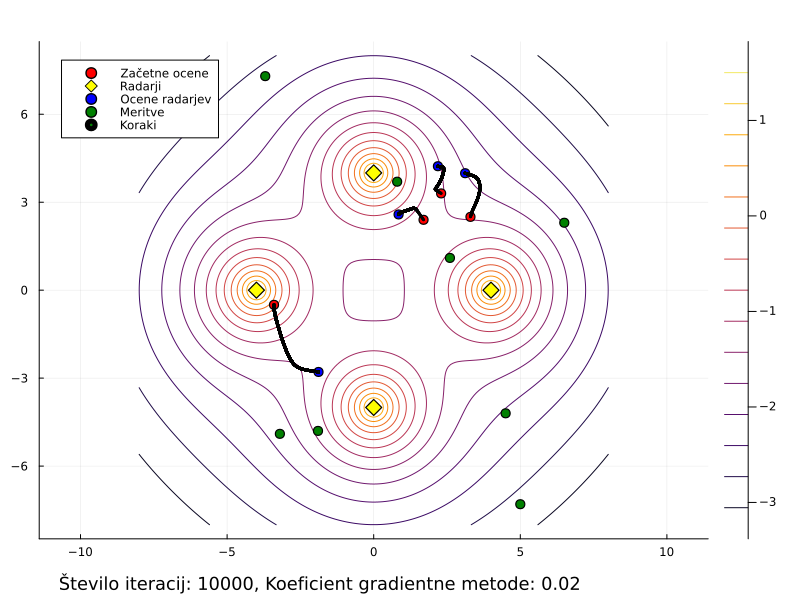 Začetne ocene
Radarji
Ocene radarjev
Meritve
Koraki
6
3
0
−3
−6
−10
−5
0
5
10
1
0
−1
−2
−3
Število iteracij: 10000, Koeficient gradientne metode: 0.02